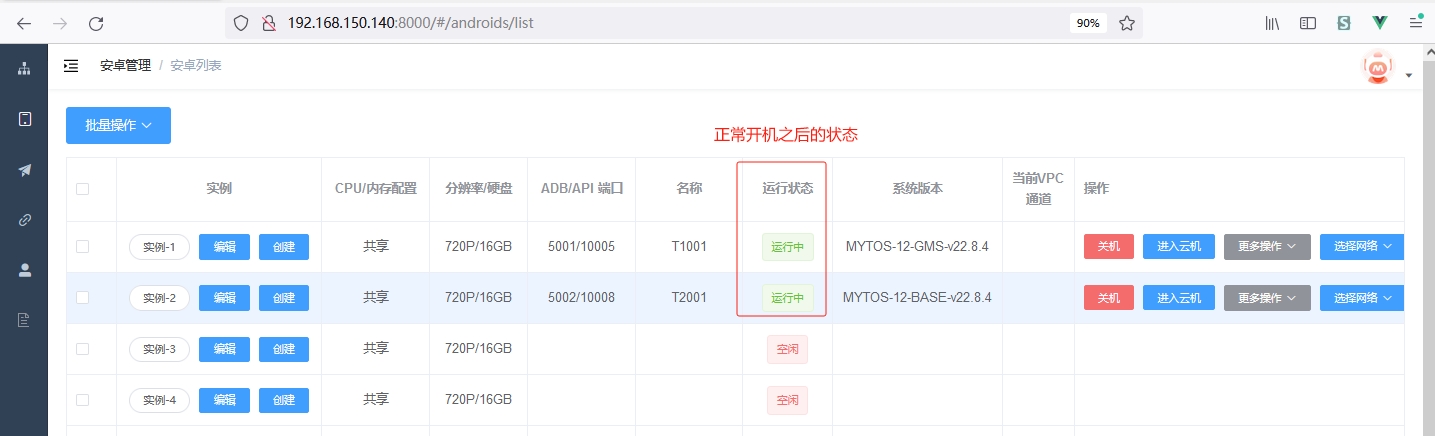 192.168.150.140:8000/#/androids/list 90%
安卓管理 / 安卓列表
批量操作
正常开机之后的状态
实例 CPU/内存配置 分辨率/硬盘 ADB/API 端口 名称 运行状态 系统版本 当前VPC 操作
通道
实例-1 编辑 创建 共享 720P/16GB 5001/10005 T1001 运行中 MYTOS-12-GMS-v22.8.4 关机 进入云机 更多操作 选择网络
实例-2 编辑 创建 共享 720P/16GB 5002/10008 T2001 运行中 MYTOS-12-BASE-v22.8.4 关机 进入云机 更多操作 选择网络
实例-3 编辑 创建 共享 720P/16GB 空闲
实例-4 编辑 创建 共享 720P/16GB 空闲